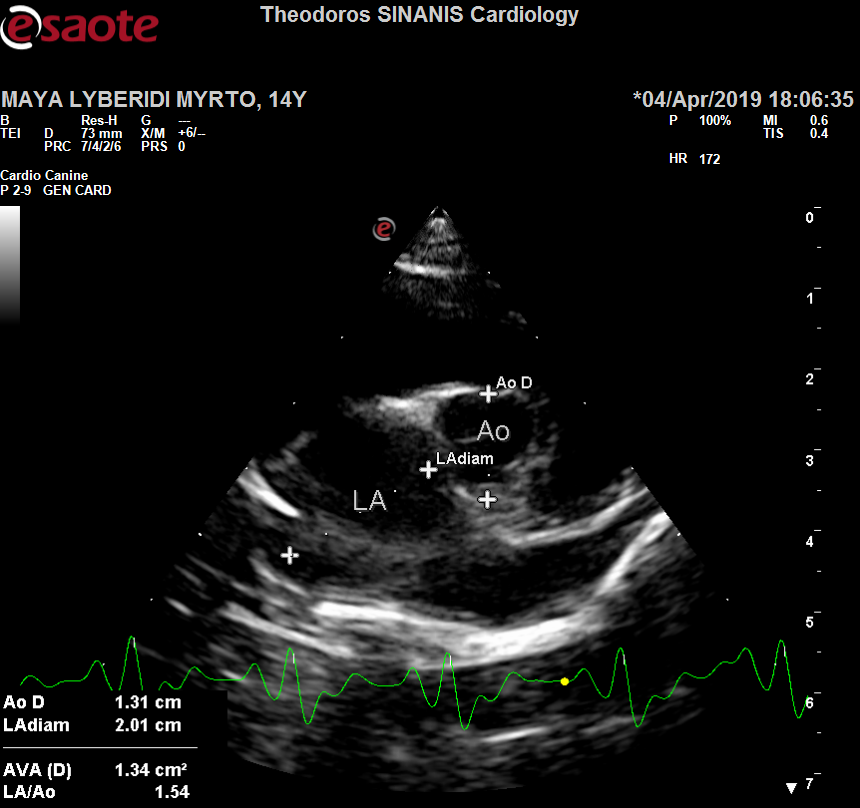 esaote
Theodoros SINANIS Cardiology
MAYA LYBERIDI MYRTO, 14Y
*04/Apr/2019 18:06:35
B Res-H G ---
TEI D 73 mm X/M +6/--
PRC 7/4/2/6 PRS 0
P 100% MI 0.6
TIS 0.4
HR 172
Cardio Canine
P 2-9 GEN CARD
e
0
1
2
3
4
5
6
7
Ao D
Ao
LAdiam
LA
Ao D 1.31 cm
LAdiam 2.01 cm
AVA (D) 1.34 cm²
LA/Ao 1.54